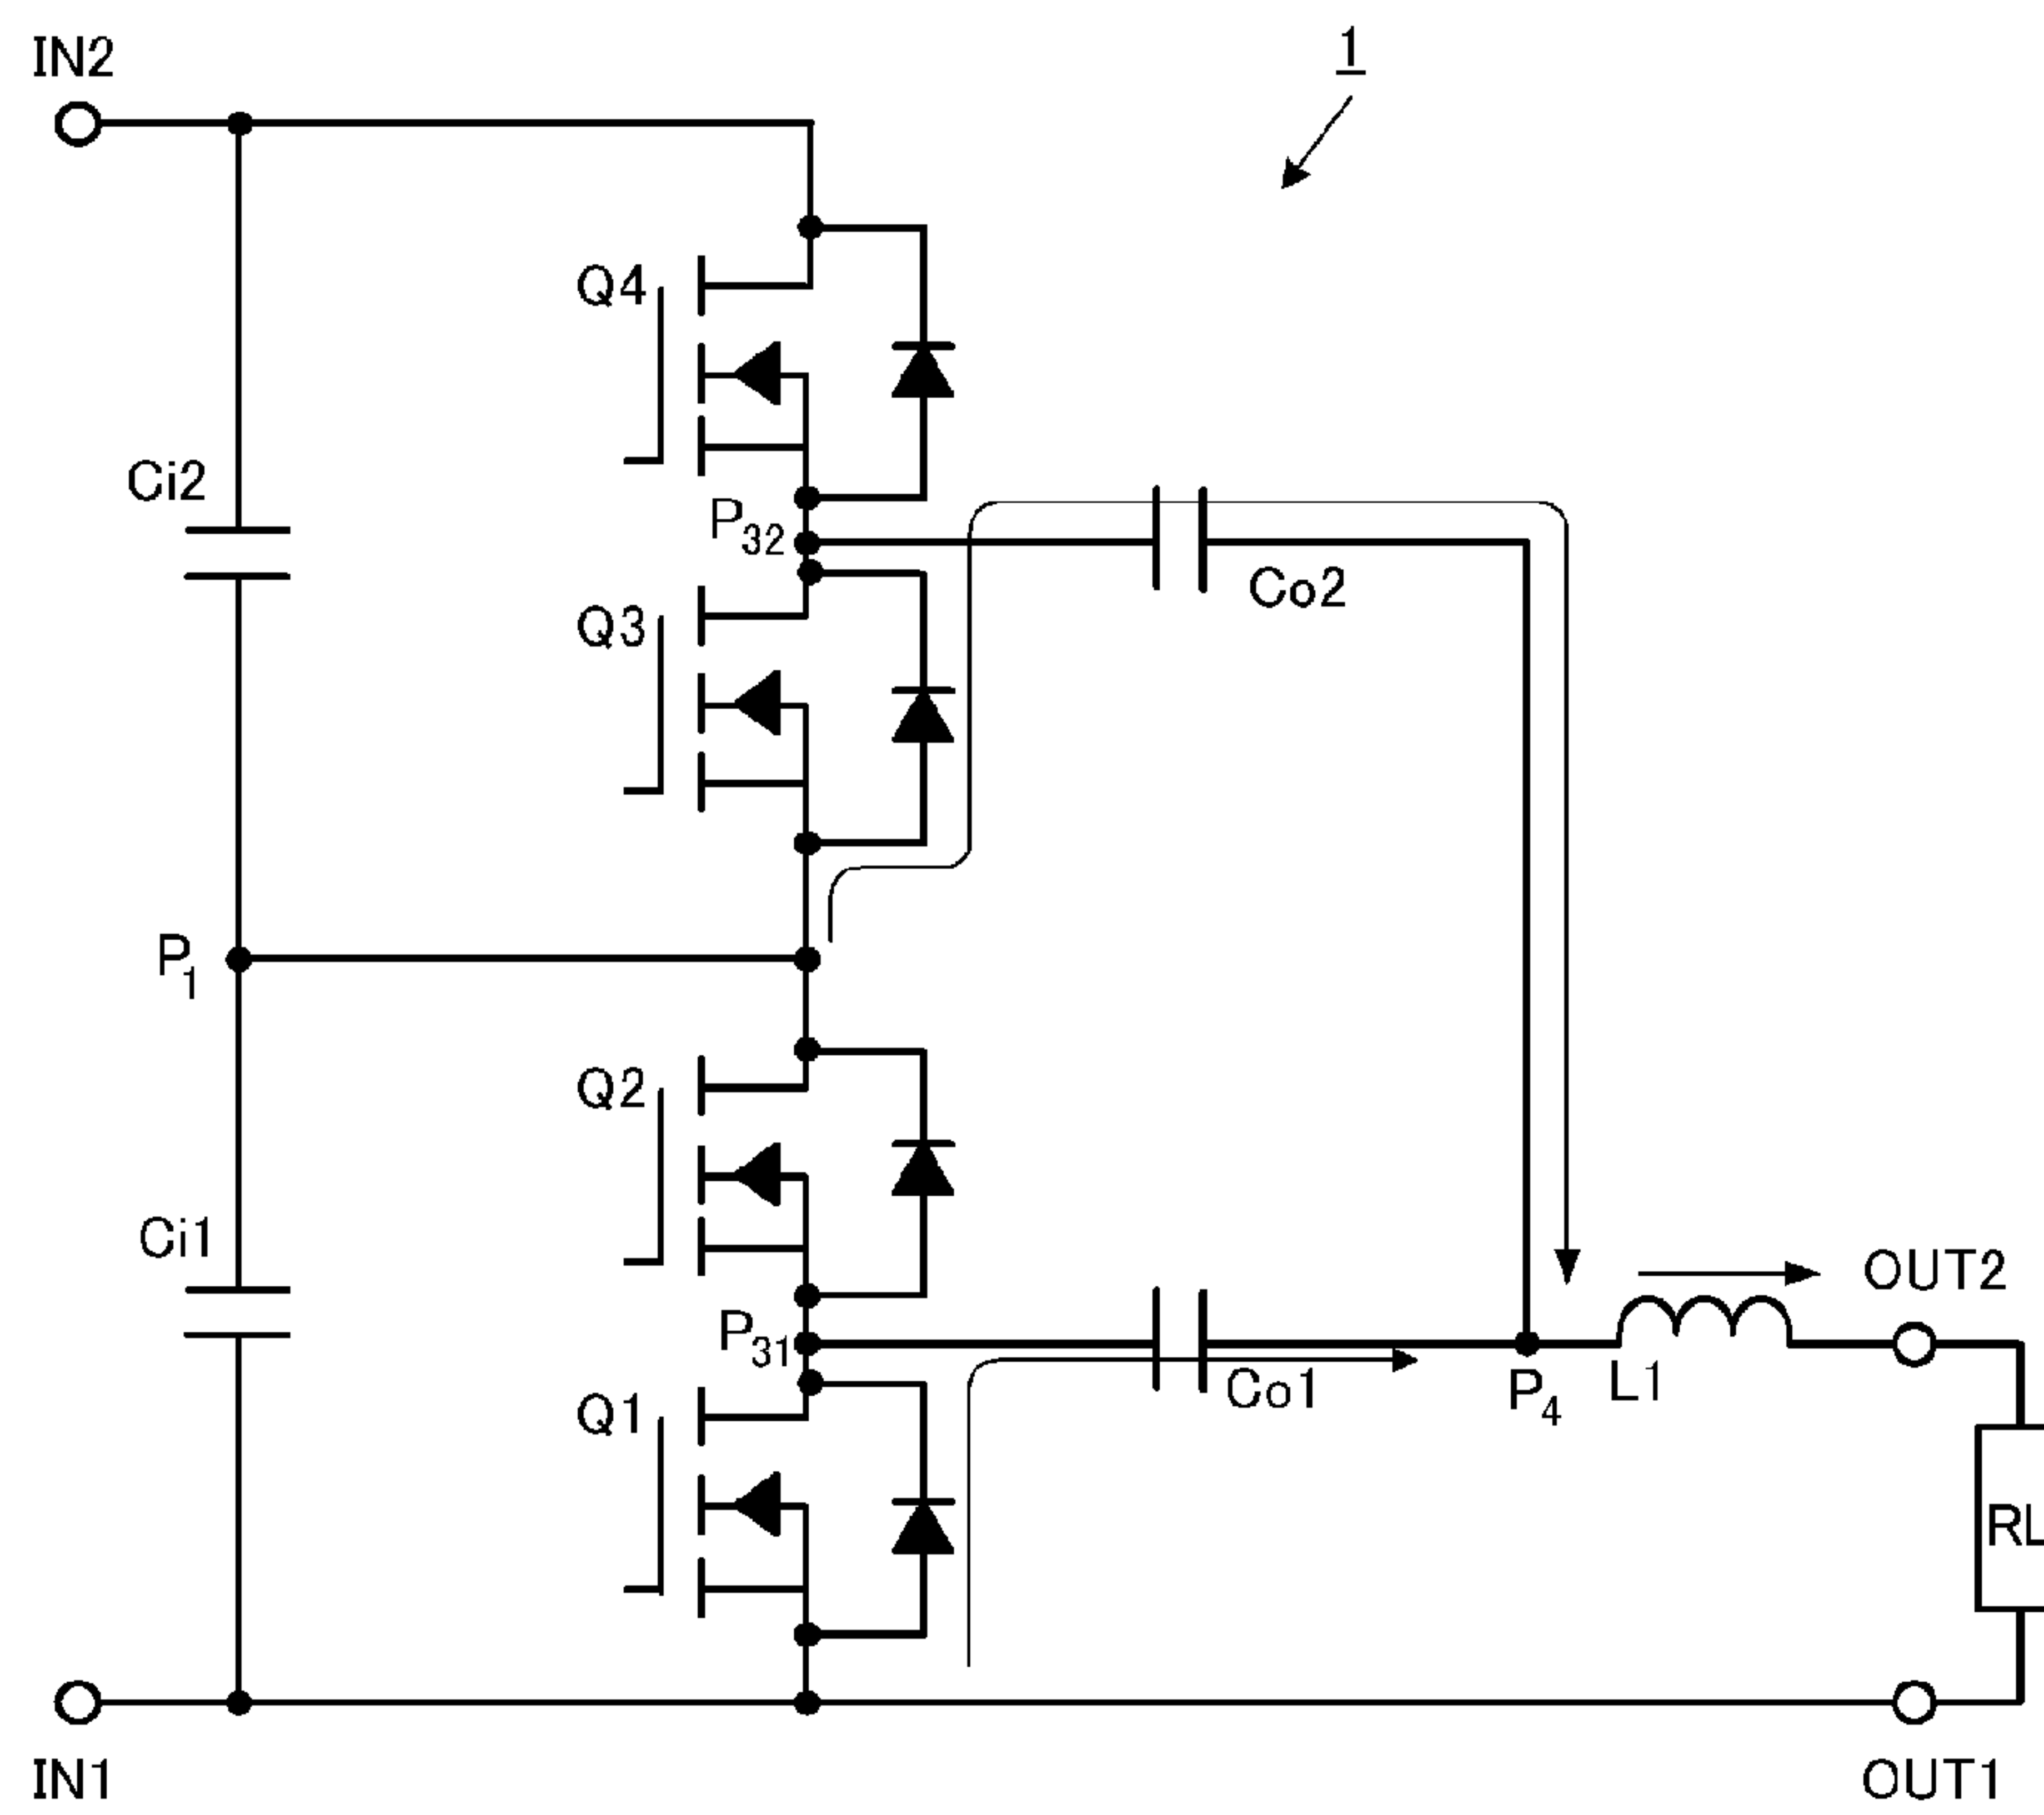 IN2
1
Q4
Ci2
P32
Co2
Q3
P1
Q2
Ci1
OUT2
P31
Co1
P4
L1
Q1
RL
IN1
OUT1